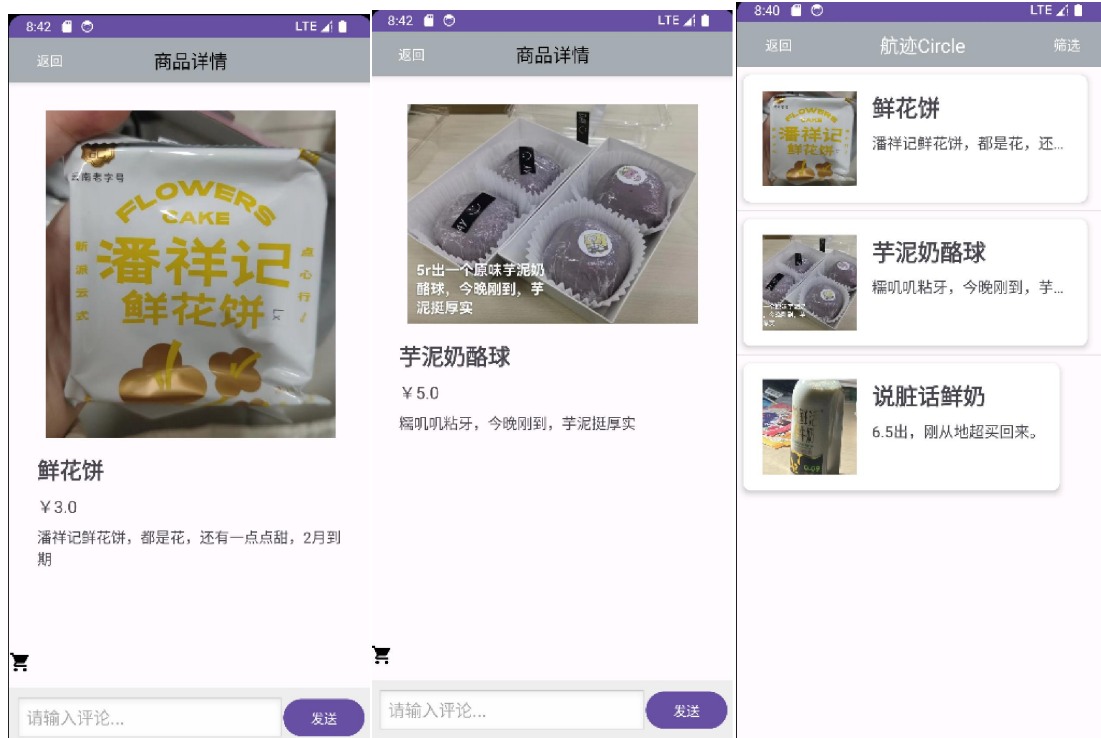 8:42
LTE
返回
商品详情
云南老字号
FLOWERS
CAKE
新派云式
潘祥记
点心行
鲜花饼
鲜花饼
￥3.0
潘祥记鲜花饼，都是花，还有一点点甜，2月到
期
请输入评论...
发送
8:42
LTE
返回
商品详情
5r出一个原味芋泥奶
酪球，今晚刚到，芋
泥挺厚实
芋泥奶酪球
￥5.0
糯叽叽粘牙，今晚刚到，芋泥挺厚实
请输入评论...
发送
8:40
LTE
返回
航迹Circle
筛选
FLOWERS
CAKE
潘祥记
鲜花饼
鲜花饼
潘祥记鲜花饼，都是花，还...
芋泥奶酪球
糯叽叽粘牙，今晚刚到，芋...
说脏话鲜奶
6.5出，刚从地超买回来。